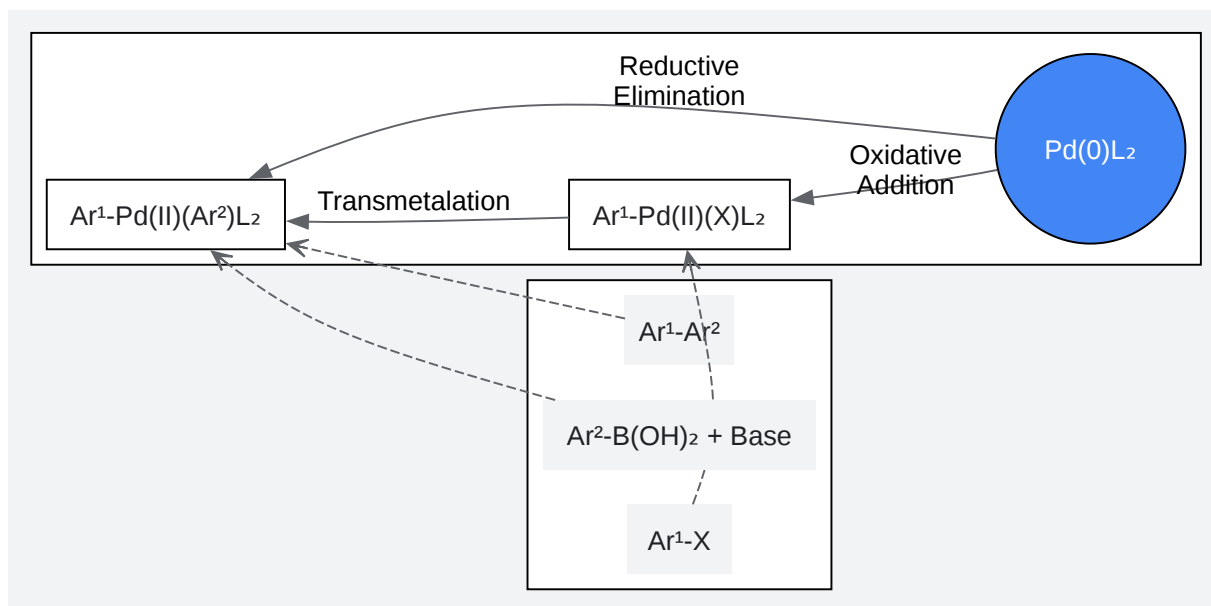 Reductive
Elimination
Pd(0)L₂
Oxidative
Addition
Transmetalation
Ar¹-Pd(II)(Ar²)L₂
Ar¹-Pd(II)(X)L₂
Ar¹-Ar²
Ar²-B(OH)₂ + Base
Ar¹-X